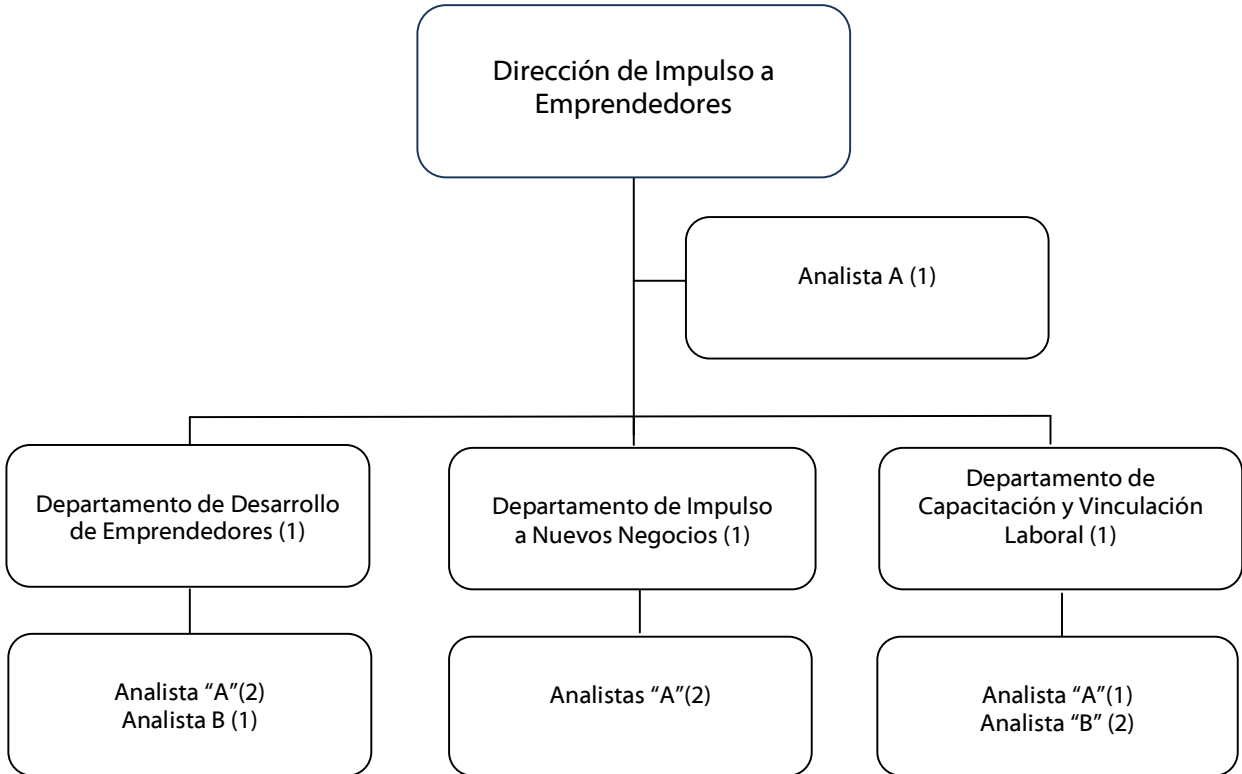 Dirección de Impulso a
Emprendedores
Analista A (1)
Departamento de Desarrollo
de Emprendedores (1)
Departamento de Impulso
a Nuevos Negocios (1)
Departamento de
Capacitación y Vinculación
Laboral (1)
Analista “A”(2)
Analista B (1)
Analistas “A”(2)
Analista “A”(1)
Analista “B” (2)